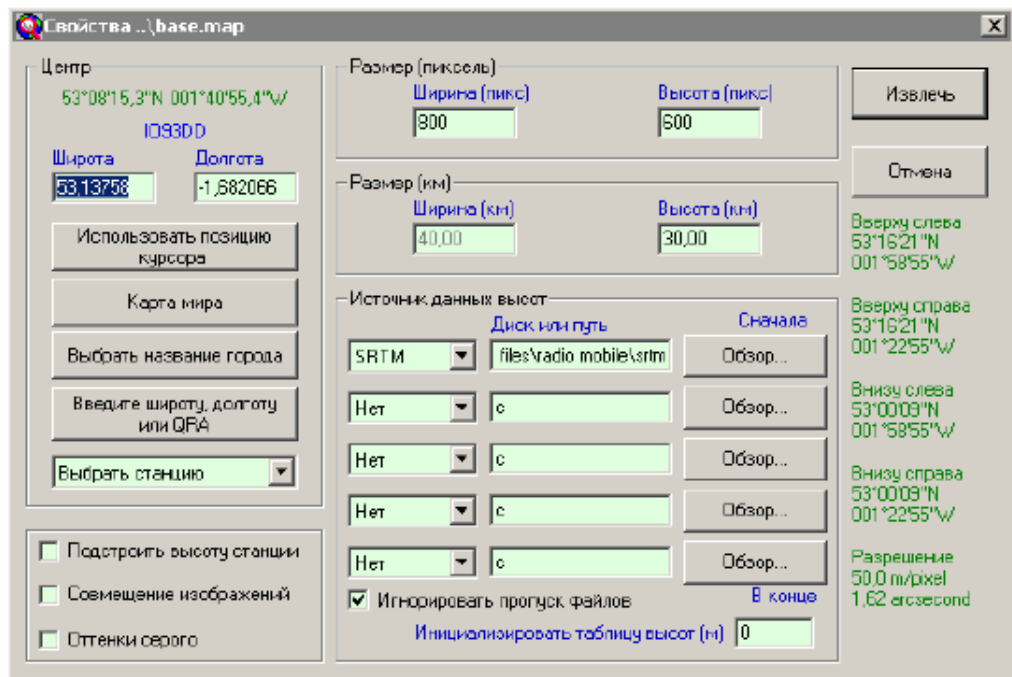 Свойства ..\base.map
Центр
53°08'15,3"N 001°40'55,4"W
IO93DD
Широта Долгота
53,13758 -1,682066
Использовать позицию курсора
Карта мира
Выбрать название города
Введите широту, долготу или QRA
Выбрать станцию
Подстроить высоту станции
Совмещение изображений
Оттенки серого
Размер (пиксель)
Ширина (пикс) Высота (пикс|
800 600
Размер (км)
Ширина (км) Высота (км)
40,00 30,00
Источник данных высот
Диск или путь Сначала
SRTM files\radio mobile\srtm Обзор...
Нет c Обзор...
Нет c Обзор...
Нет c Обзор...
Нет c Обзор...
Игнорировать пропуск файлов В конце
Инициализировать таблицу высот (м) 0
Извлечь
Отмена
Вверху слева
53°16'21"N
001°58'55"W
Вверху справа
53°16'21"N
001°22'55"W
Внизу слева
53°00'09"N
001°58'55"W
Внизу справа
53°00'09"N
001°22'55"W
Разрешение
50,0 m/pixel
1,62 arcsecond